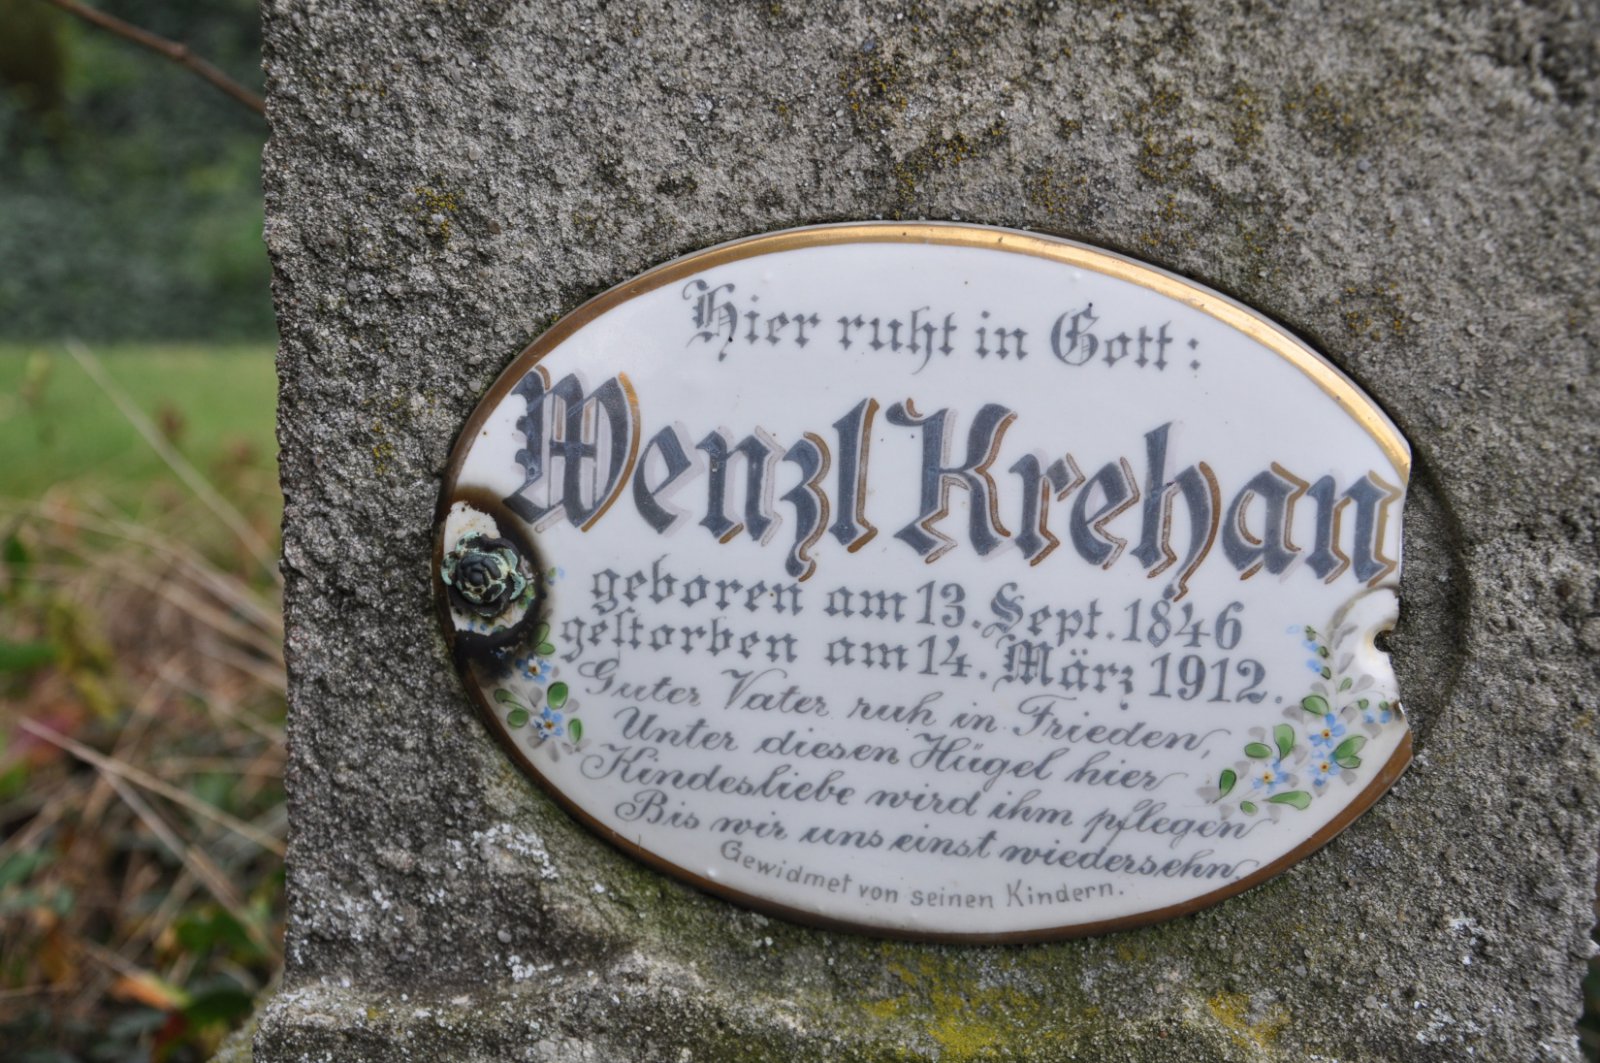 Hier ruht in Gott:
Wenzl Krehan
geboren am 13. Sept. 1846
gestorben am 14. März 1912.
Guter Vater ruh in Frieden,
Unter diesen Hügel hier
Kindesliebe wird ihm pflegen
Bis wir uns einst wiedersehn.
Gewidmet von seinen Kindern.